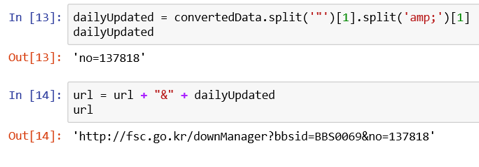 In [13]: dailyUpdated = convertedData.split('"')[1].split('amp;')[1]
dailyUpdated
Out[13]: 'no=137818'
In [14]: url = url + "&" + dailyUpdated
url
Out[14]: 'http://fsc.go.kr/downManager?bbsid=BBS0069&no=137818'